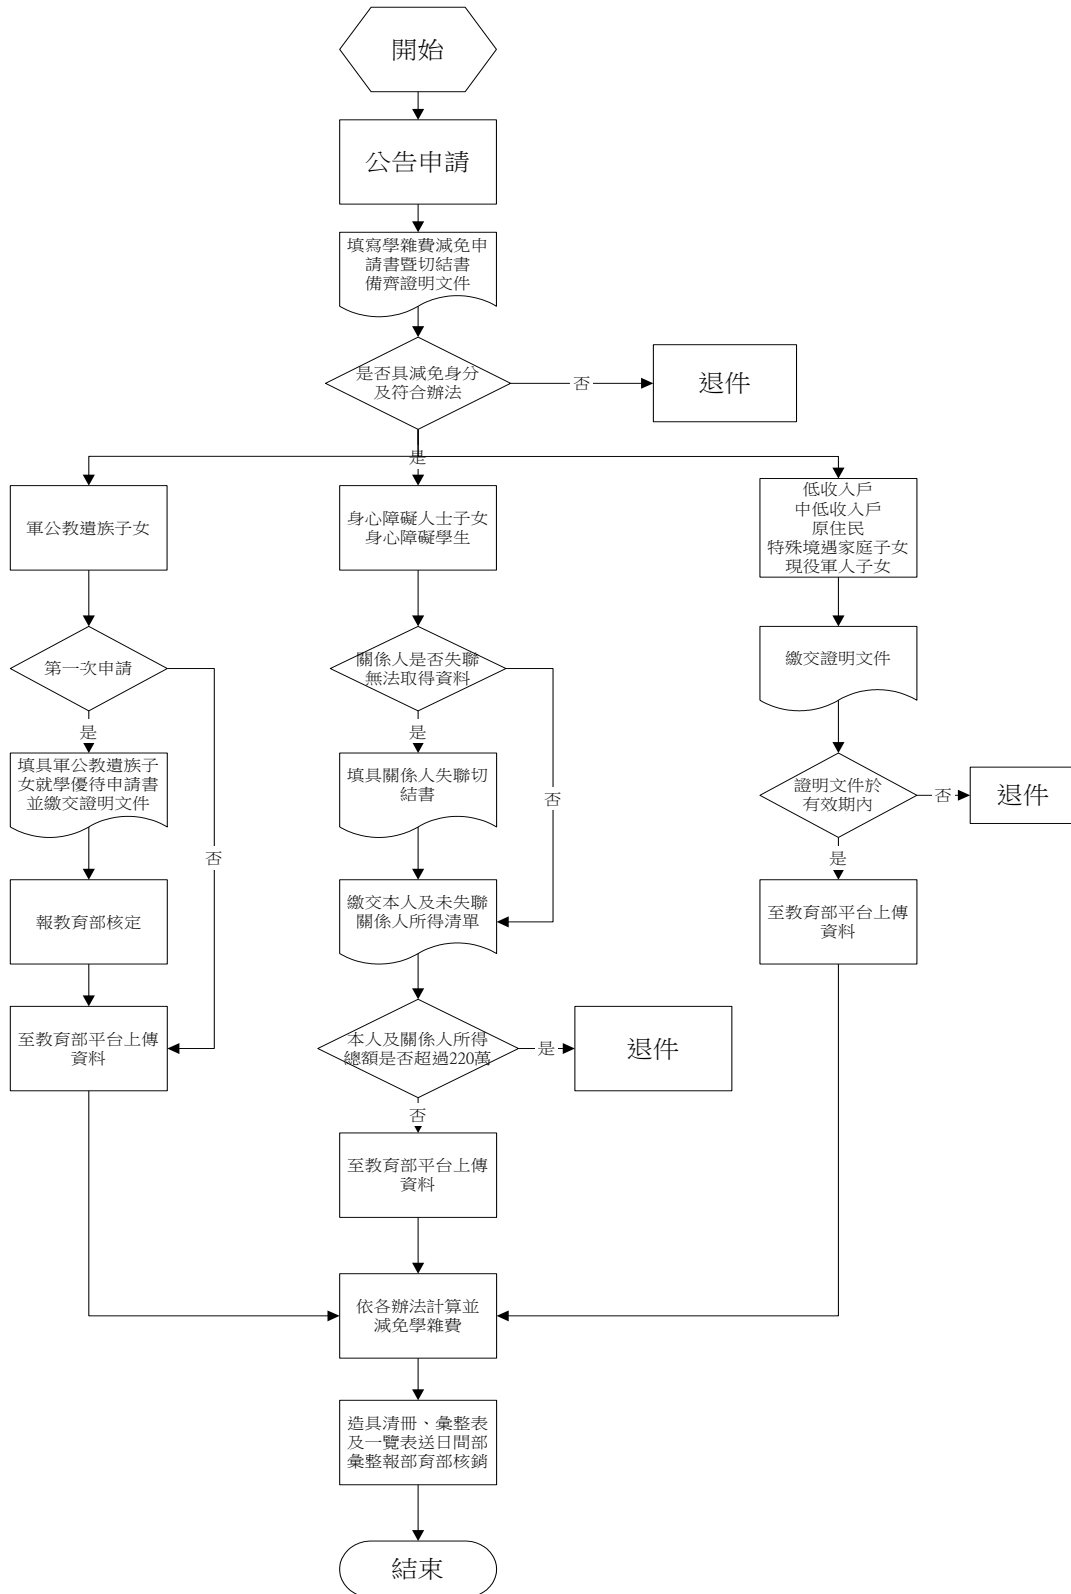 開始
公告申請
填寫學雜費減免申
請書暨切結書
備齊證明文件
是否具減免身分
及符合辦法
否
退件
是
軍公教遺族子女
第一次申請
是
否
填具軍公教遺族子
女就學優待申請書
並繳交證明文件
報教育部核定
至教育部平台上傳
資料
身心障礙人士子女
身心障礙學生
關係人是否失聯
無法取得資料
是
否
填具關係人失聯切
結書
繳交本人及未失聯
關係人所得清單
本人及關係人所得
總額是否超過220萬
是
退件
否
至教育部平台上傳
資料
低收入戶
中低收入戶
原住民
特殊境遇家庭子女
現役軍人子女
繳交證明文件
證明文件於
有效期內
否
退件
是
至教育部平台上傳
資料
依各辦法計算並
減免學雜費
造具清冊、彙整表
及一覽表送日間部
彙整報部育部核銷
結束